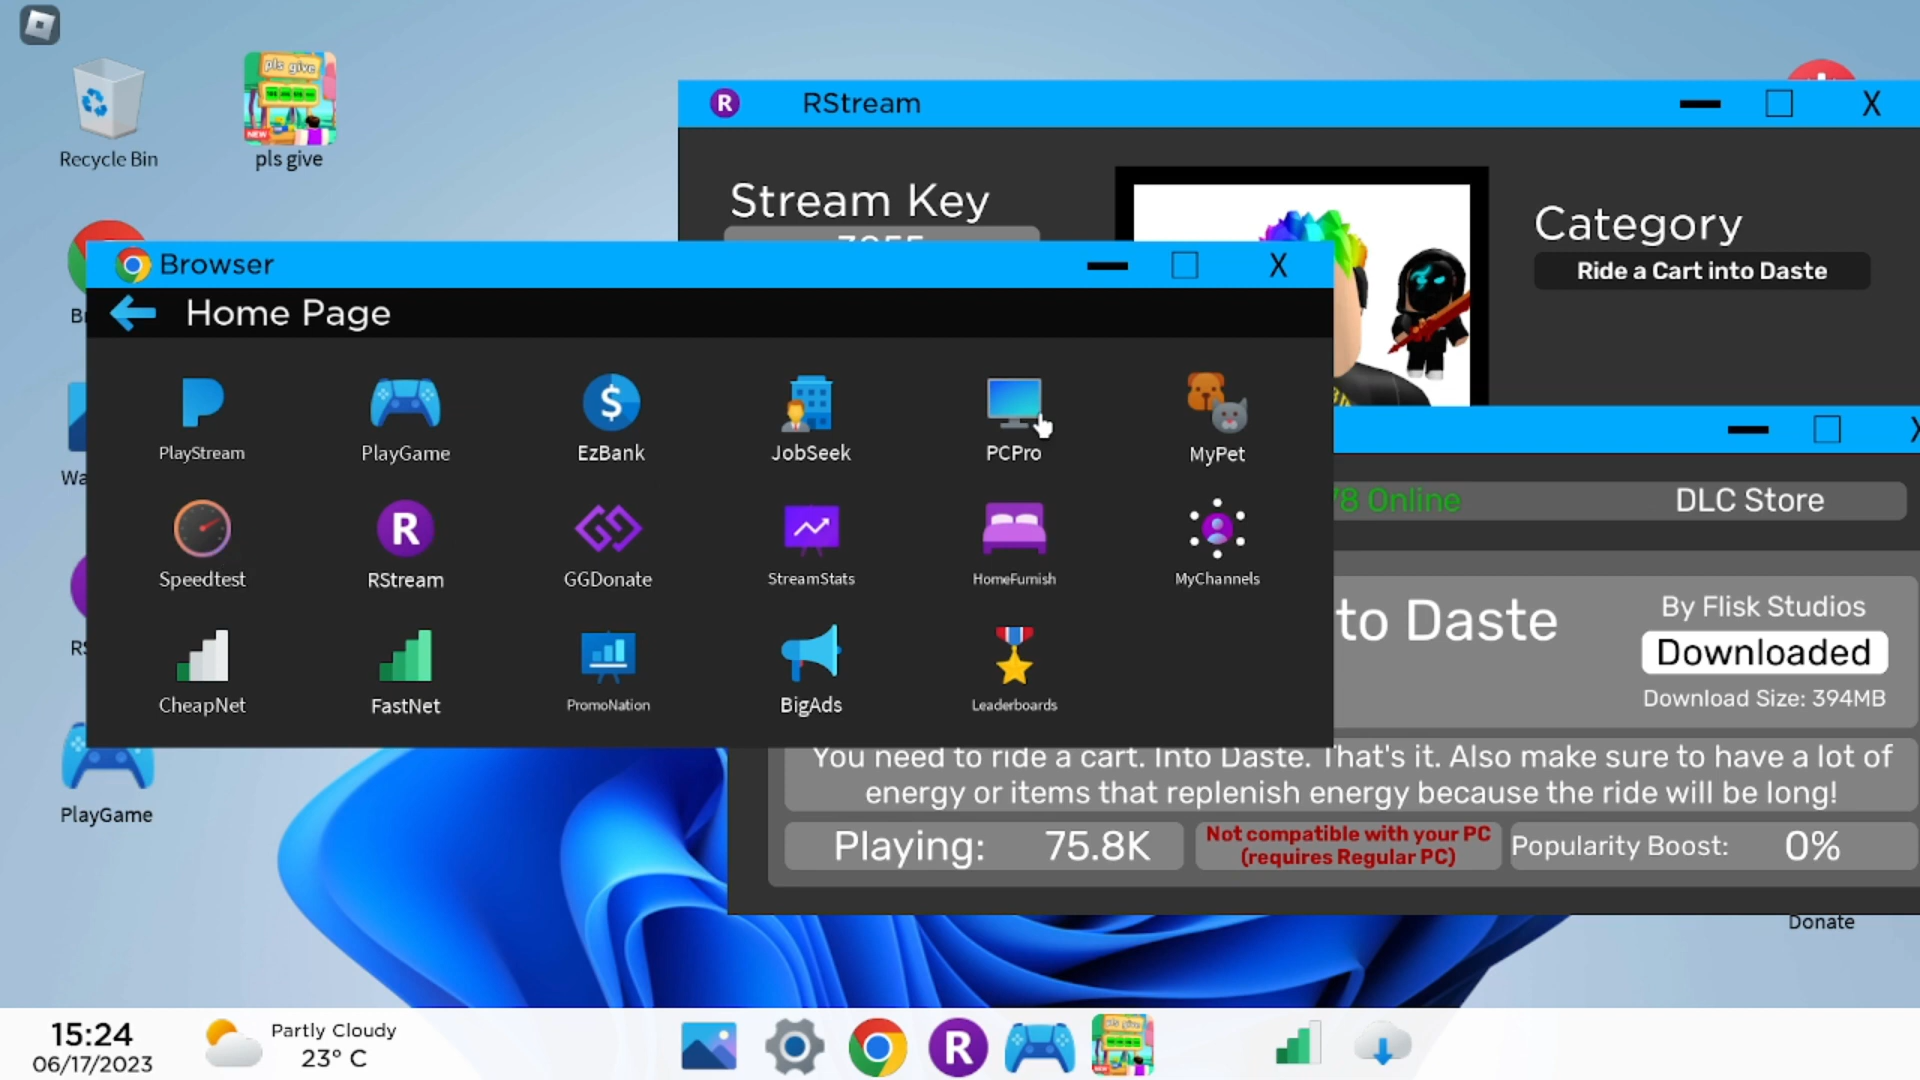 Recycle Bin
pls give
NEW
pls give
R
RStream
X
Stream Key
Category
Ride a Cart into Daste
Browser
X
Home Page
PlayStream
PlayGame
$
EzBank
JobSeek
PCPro
MyPet
Speedtest
R
RStream
GGDonate
StreamStats
HomeFurnish
MyChannels
CheapNet
FastNet
PromoNation
BigAds
Leaderboards
8 Online
DLC Store
to Daste
By Flisk Studios
Downloaded
Download Size: 394MB
You need to ride a cart. Into Daste. That's it. Also make sure to have a lot of
energy or items that replenish energy because the ride will be long!
Playing: 75.8K
Not compatible with your PC
(requires Regular PC)
Popularity Boost: 0%
PlayGame
Donate
15:24
06/17/2023
Partly Cloudy
23° C
R
pls give